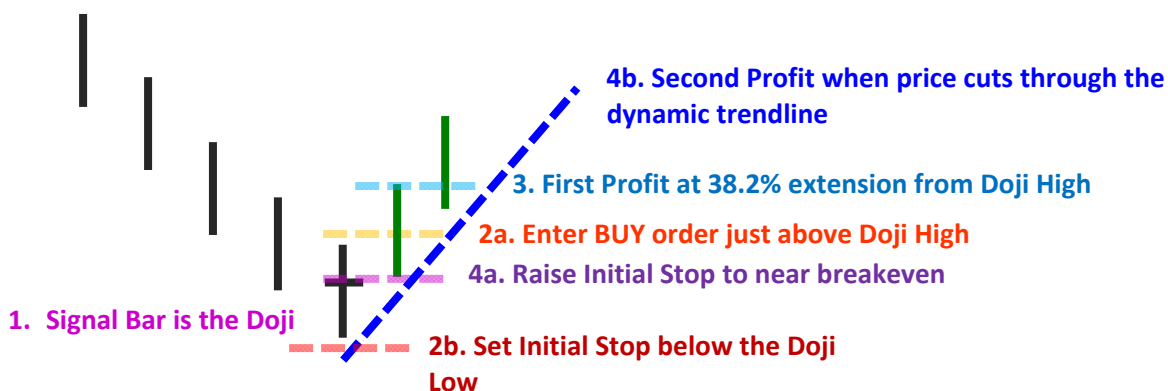 4b. Second Profit when price cuts through the
dynamic trendline
3. First Profit at 38.2% extension from Doji High
2a. Enter BUY order just above Doji High
4a. Raise Initial Stop to near breakeven
1. Signal Bar is the Doji
2b. Set Initial Stop below the Doji
Low